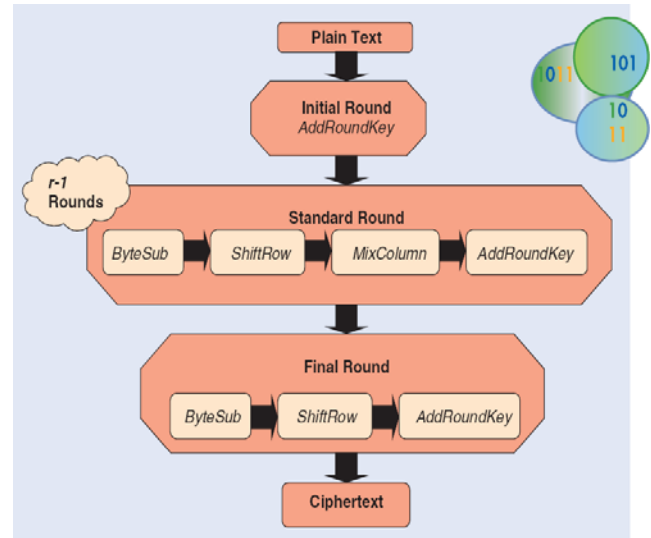 Plain Text
Initial Round
AddRoundKey
r-1
Rounds
Standard Round
ByteSub
ShiftRow
MixColumn
AddRoundKey
Final Round
ByteSub
ShiftRow
AddRoundKey
Ciphertext
1011
101
10
11